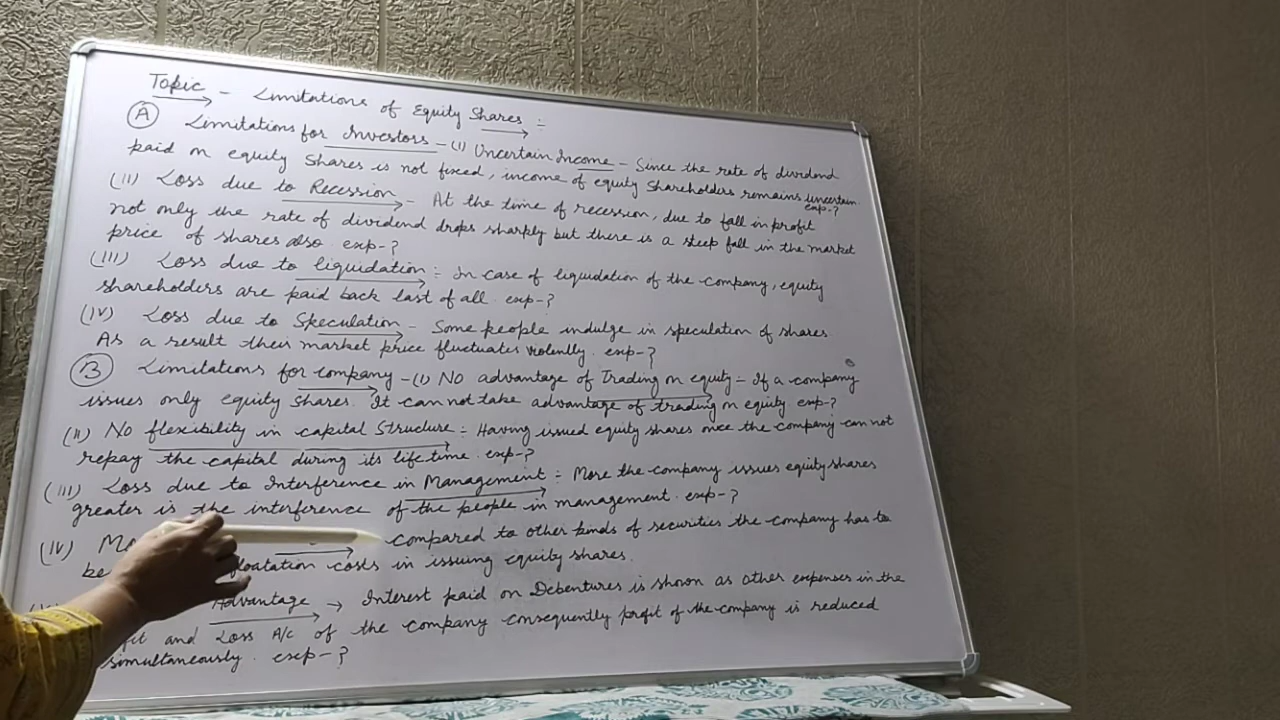 Topic - Limitations of Equity Shares :-
(A) Limitations for Investors - (I) Uncertain Income - Since the rate of dividend
paid on equity Shares is not fixed, income of equity Shareholders remains uncertain. exp-?
(II) Loss due to Recession - At the time of recession, due to fall in profit
not only the rate of dividend drops sharply but there is a steep fall in the market
price of shares also exp-?
(III) Loss due to liquidation :- In case of liquidation of the company, equity
shareholders are paid back last of all. exp-?
(IV) Loss due to Speculation - Some people indulge in speculation of shares
As a result their market price fluctuates violently. exp-?
(B) Limitations for company - (I) No advantage of Trading on equity :- If a company
issues only equity Shares. It can not take advantage of trading on equity exp-?
(II) No flexibility in capital Structure :- Having issued equity shares once the company can not
repay the capital during its life time. exp-?
(III) Loss due to Interference in Management :- More the company issues equity shares
greater is the interference of the people in management. exp-?
(IV) compared to other kinds of securities the company has to
costs in issuing equity shares.
Advantage → Interest paid on Debentures is shown as other expenses in the
and Loss A/c of the company consequently profit of the company is reduced
simultaneously. exp-?